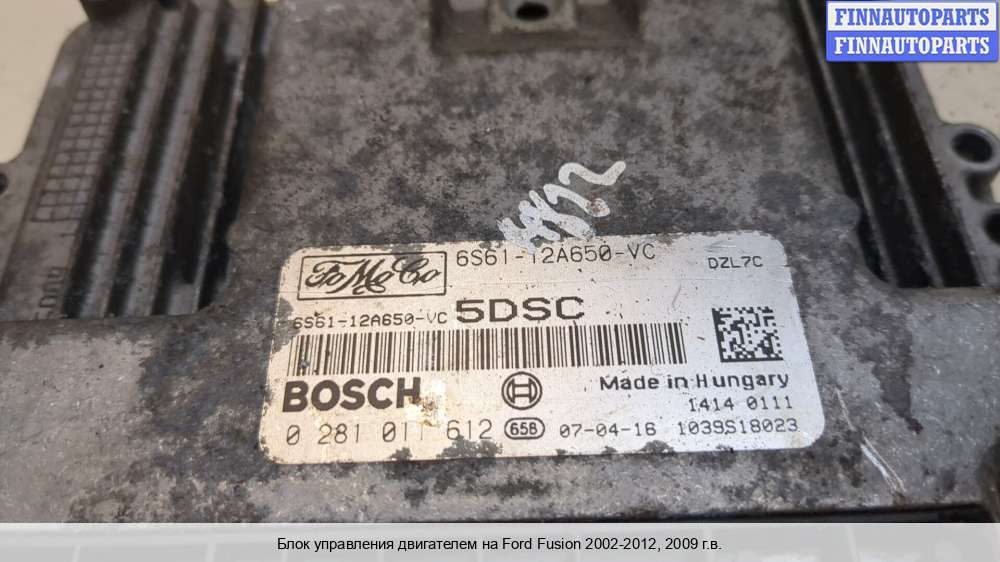 FINNAUTOPARTS
FINNAUTOPARTS
FoMoCo
6S61-12A650-VC
DZL7C
6S61-12A650-VC 5DSC
BOSCH
Made in Hungary
1414 0111
0 281 011 612 65B 07-04-16 1039S18023
Блок управления двигателем на Ford Fusion 2002-2012, 2009 г.в.